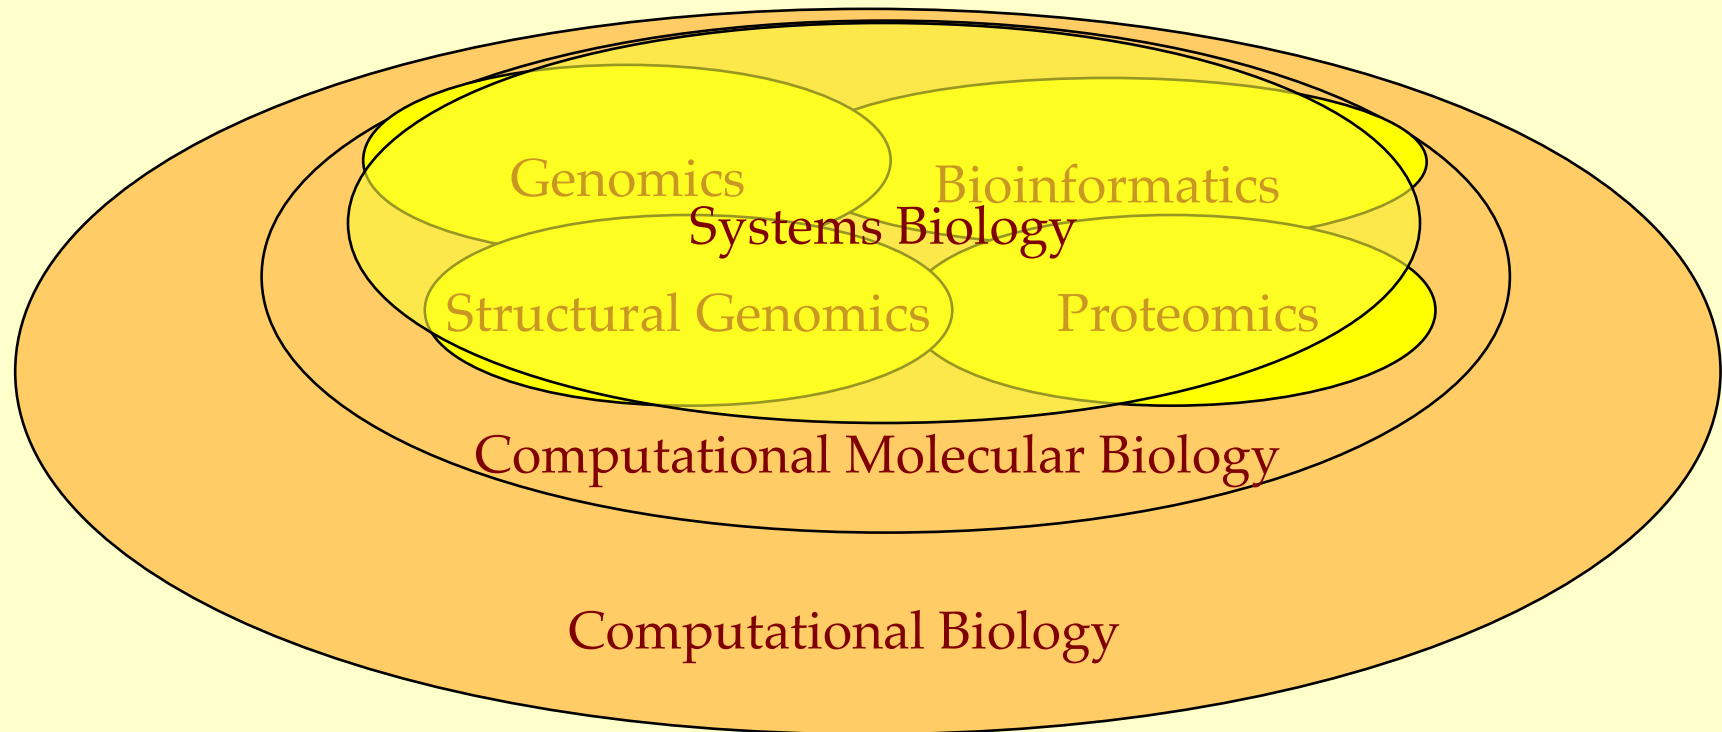 Genomics
Bioinformatics
Systems Biology
Structural Genomics
Proteomics
Computational Molecular Biology
Computational Biology